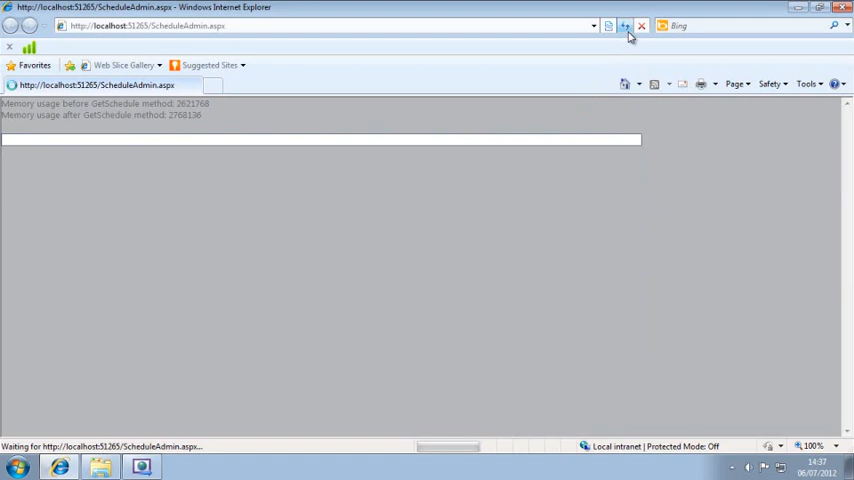 http://localhost:51265/ScheduleAdmin.aspx - Windows Internet Explorer
http://localhost:51265/ScheduleAdmin.aspx
Bing
Favorites
Web Slice Gallery
Suggested Sites
http://localhost:51265/ScheduleAdmin.aspx
Page
Safety
Tools
Memory usage before GetSchedule method: 2621768
Memory usage after GetSchedule method: 2768136
Waiting for http://localhost:51265/ScheduleAdmin.aspx...
Local intranet | Protected Mode: Off
100%
14:37
06/07/2012